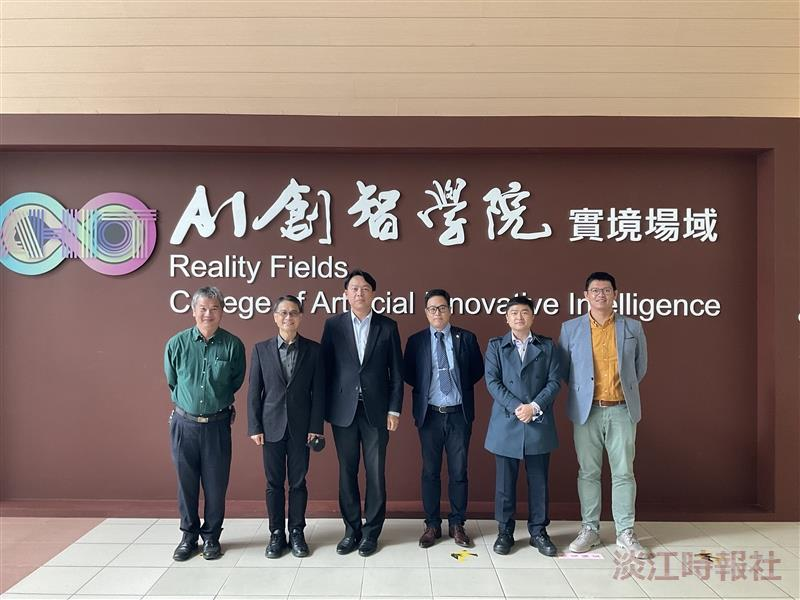 AI創智學院 實境場域
Reality Fields
College of Artificial Innovative Intelligence
淡江時報社